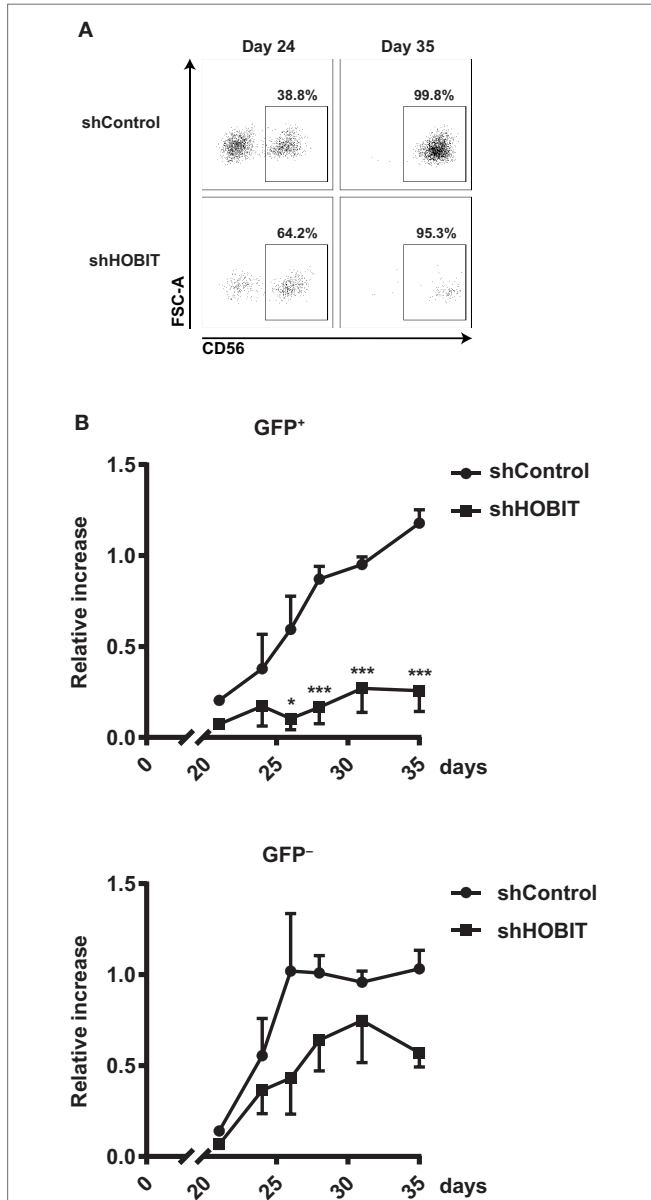 A
Day 24 Day 35
shControl
38.8% 99.8%
shHOBIT
64.2% 95.3%
FSC-A
CD56
B
GFP⁺
shControl
shHOBIT
Relative increase
1.5
1.0
0.5
0.0
* *** *** ***
0 20 25 30 35 days
GFP⁻
shControl
shHOBIT
Relative increase
1.5
1.0
0.5
0.0
0 20 25 30 35 days